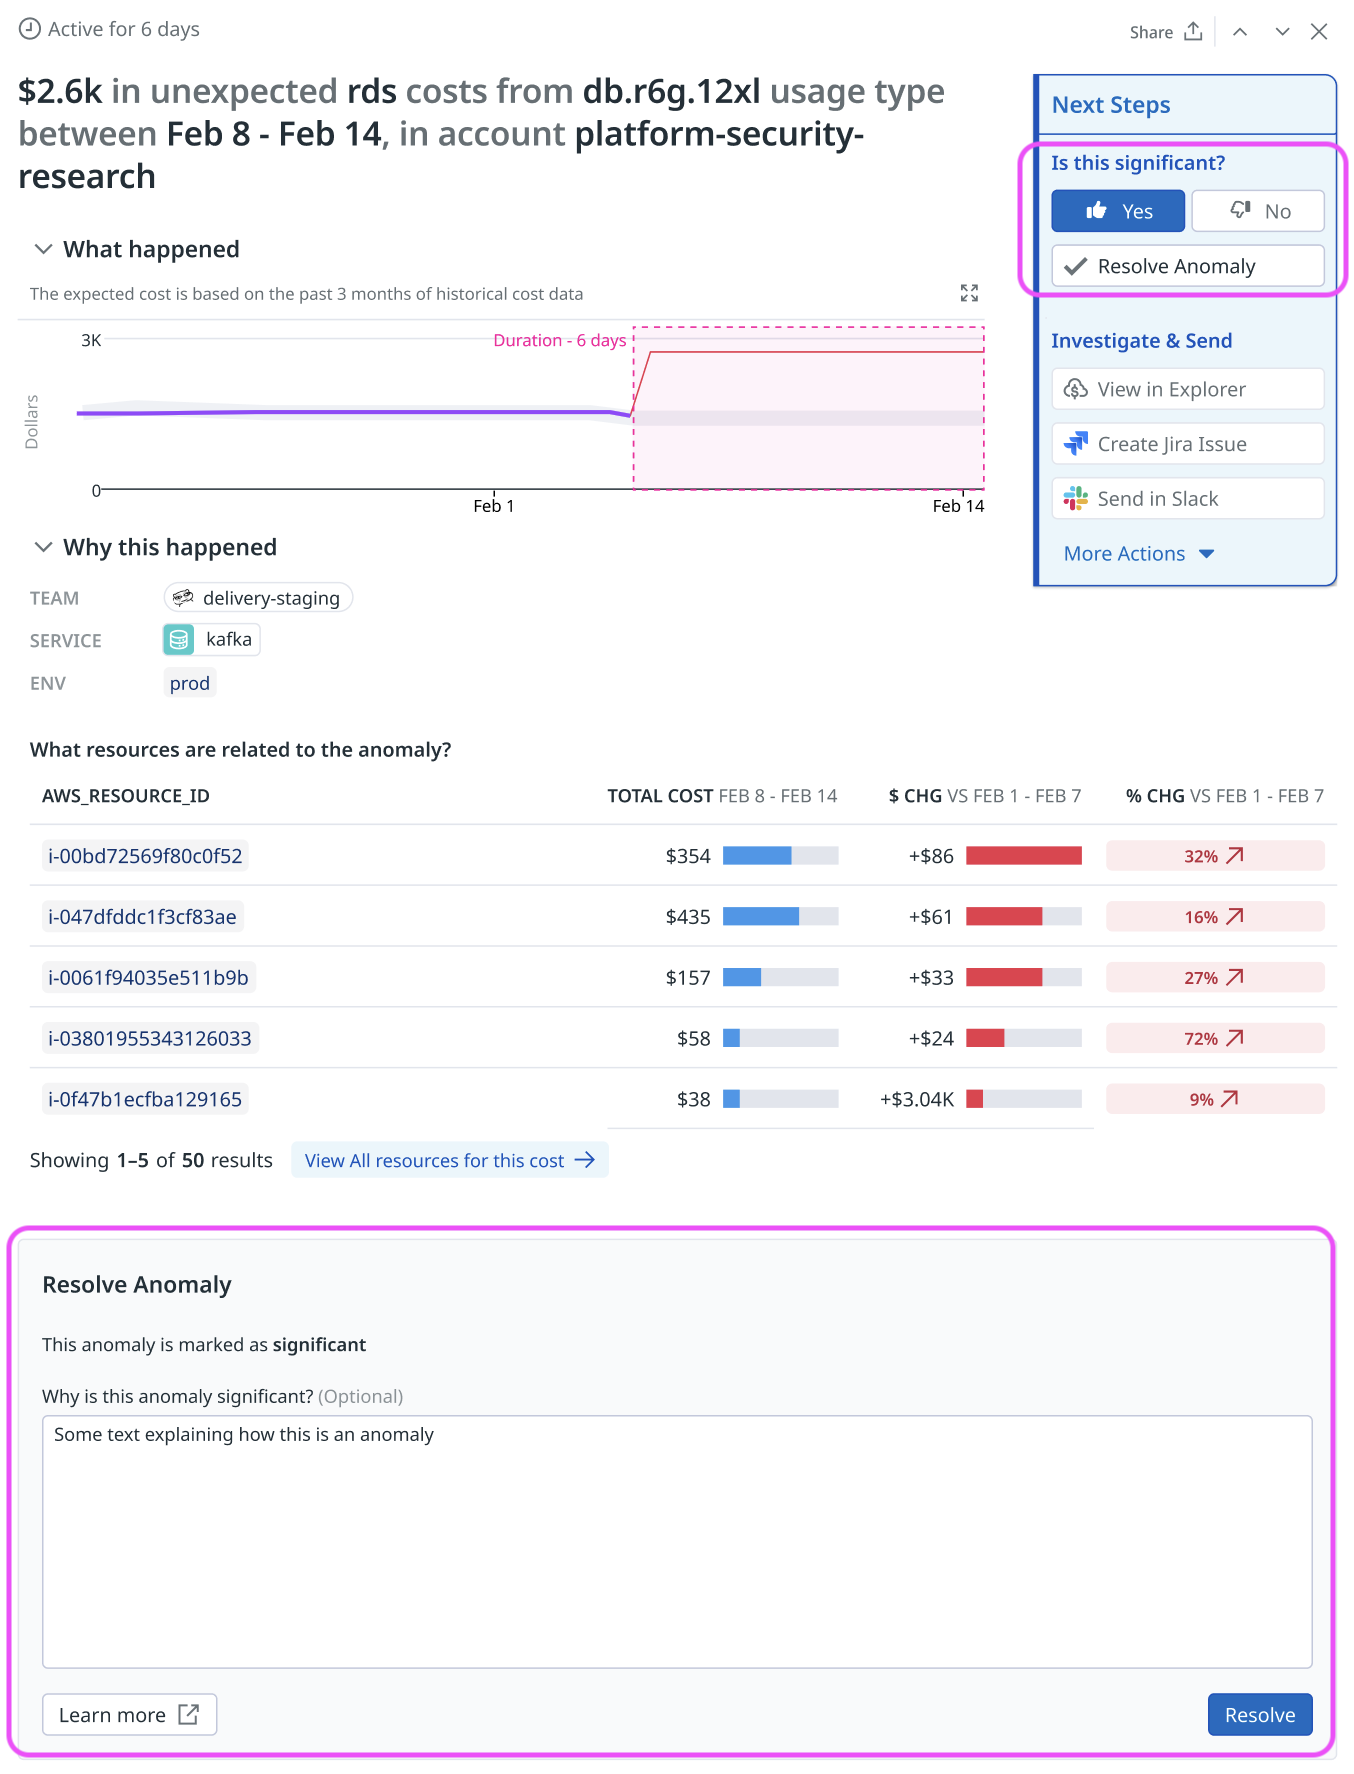 Active for 6 days
Share
$2.6k in unexpected rds costs from db.r6g.12xl usage type
between Feb 8 - Feb 14, in account platform-security-
research
Next Steps
Is this significant?
Yes
No
Resolve Anomaly
Investigate & Send
View in Explorer
Create Jira Issue
Send in Slack
More Actions
What happened
The expected cost is based on the past 3 months of historical cost data
3K
Duration - 6 days
Dollars
0
Feb 1
Feb 14
Why this happened
TEAM delivery-staging
SERVICE kafka
ENV prod
What resources are related to the anomaly?
AWS_RESOURCE_ID TOTAL COST FEB 8 - FEB 14 $ CHG VS FEB 1 - FEB 7 % CHG VS FEB 1 - FEB 7
i-00bd72569f80c0f52 $354 +$86 32%
i-047dfddc1f3cf83ae $435 +$61 16%
i-0061f94035e511b9b $157 +$33 27%
i-03801955343126033 $58 +$24 72%
i-0f47b1ecfba129165 $38 +$3.04K 9%
Showing 1–5 of 50 results View All resources for this cost
Resolve Anomaly
This anomaly is marked as significant
Why is this anomaly significant? (Optional)
Some text explaining how this is an anomaly
Learn more
Resolve